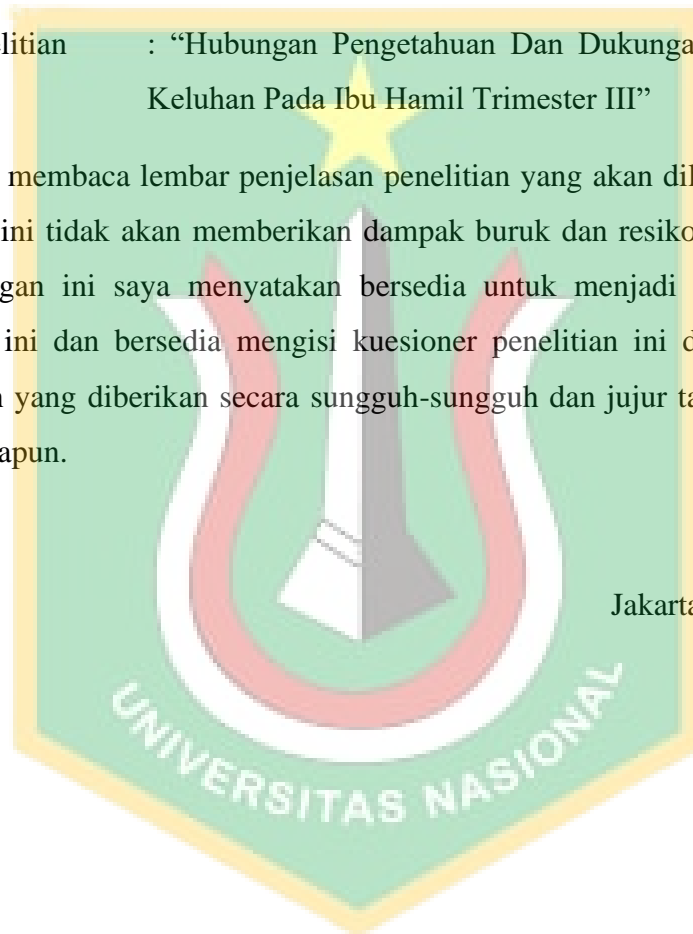 elitian : “Hubungan Pengetahuan Dan Dukunga
Keluhan Pada Ibu Hamil Trimester III”
membaca lembar penjelasan penelitian yang akan dil
ini tidak akan memberikan dampak buruk dan resiko
gan ini saya menyatakan bersedia untuk menjadi
ini dan bersedia mengisi kuesioner penelitian ini d
yang diberikan secara sungguh-sungguh dan jujur ta
apun.
Jakarta
UNIVERSITAS NASIONAL